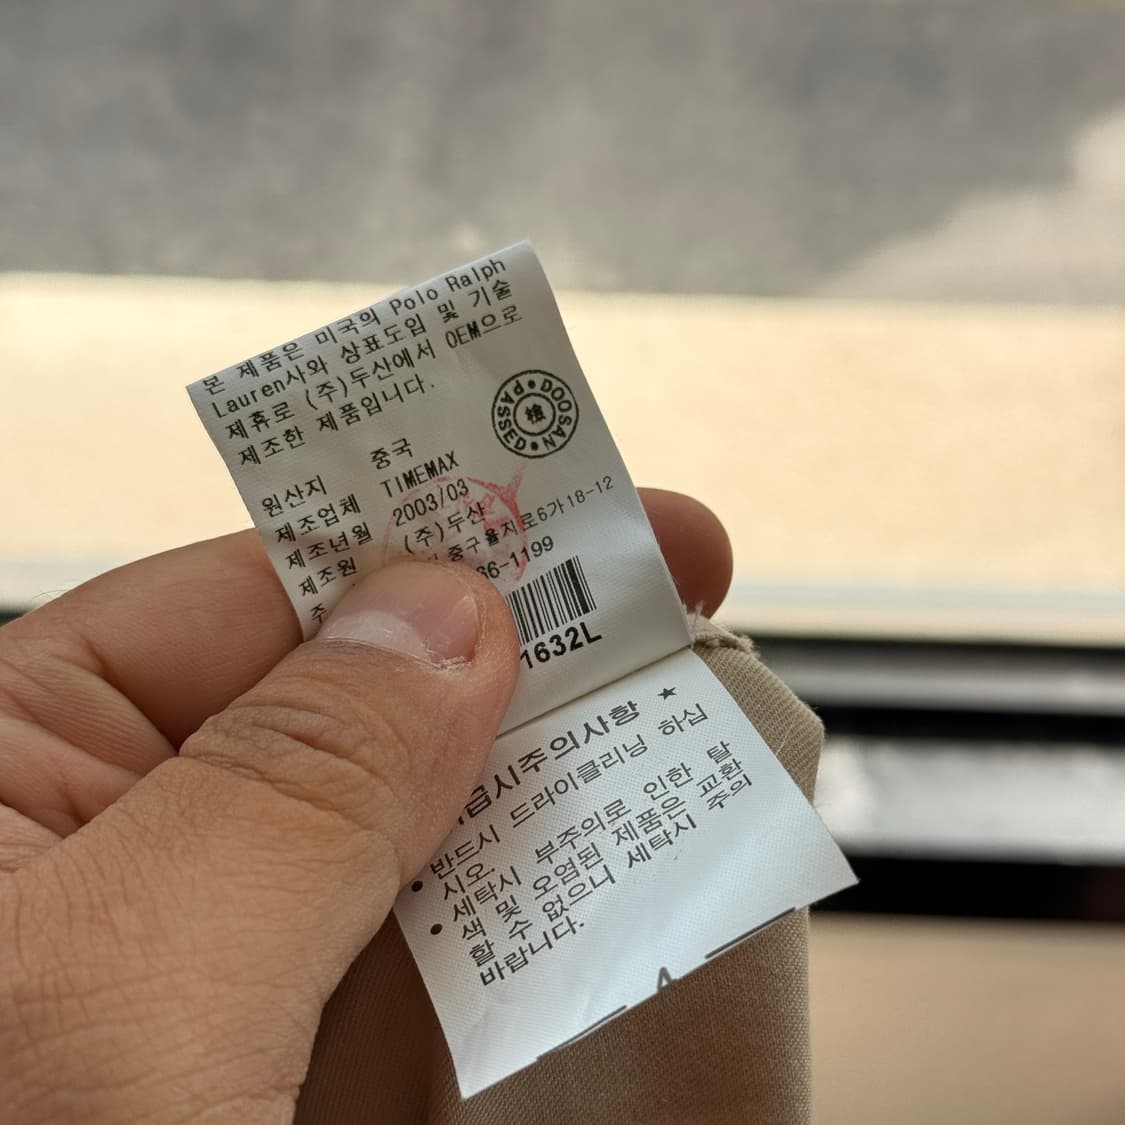 본 제품은 미국의 Polo Ralph
Lauren사와 상표도입 및 기술
제휴로 (주)두산에서 OEM으로
제조한 제품입니다.
PASSED DOOSAN
檢
원산지 중국
제조업체 TIMEMAX
제조년월 2003/03
제조원 (주)두산
주 중구을지로6가18-12
66-1199
1632L
급시주의사항 ★
● 반드시 드라이클리닝 하십
시오.
● 세탁시 부주의로 인한 탈
색 및 오염된 제품은 교환
할 수 없으니 세탁시 주의
바랍니다.